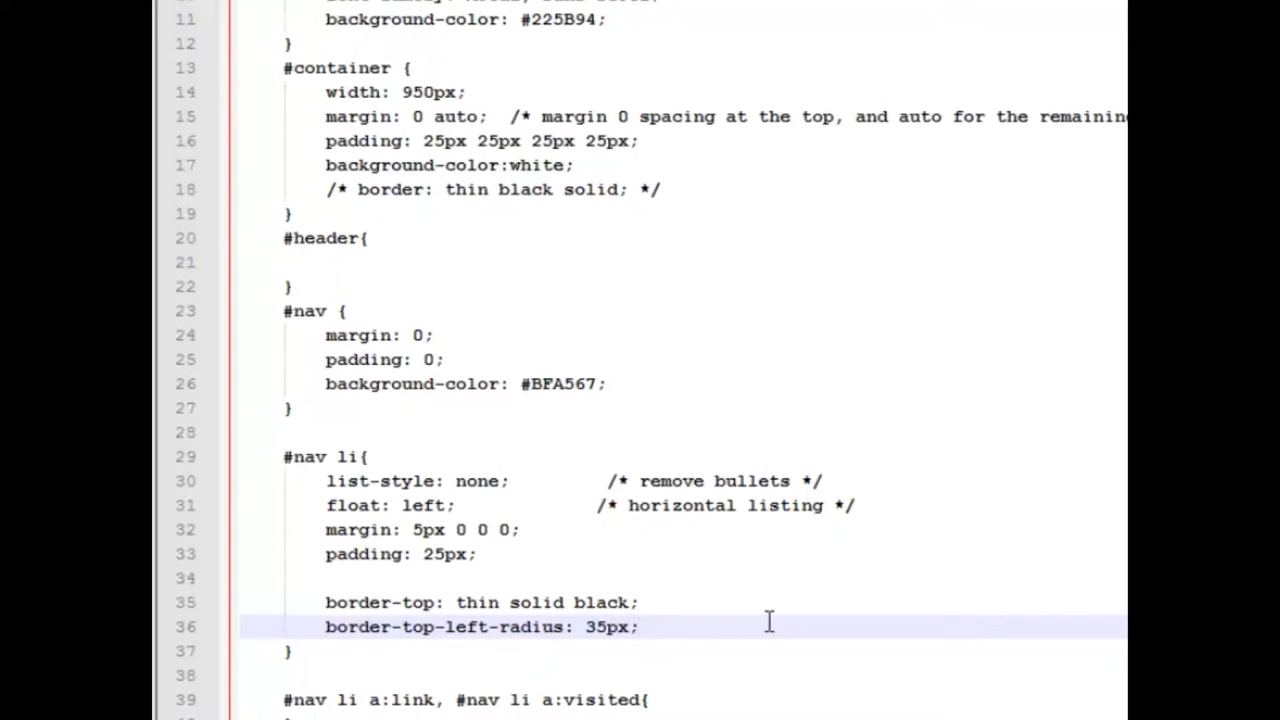 11 background-color: #225B94;
12 }
13 #container {
14 width: 950px;
15 margin: 0 auto; /* margin 0 spacing at the top, and auto for the remaining
16 padding: 25px 25px 25px 25px;
17 background-color:white;
18 /* border: thin black solid; */
19 }
20 #header{
21
22 }
23 #nav {
24 margin: 0;
25 padding: 0;
26 background-color: #BFA567;
27 }
28
29 #nav li{
30 list-style: none; /* remove bullets */
31 float: left; /* horizontal listing */
32 margin: 5px 0 0 0;
33 padding: 25px;
34
35 border-top: thin solid black;
36 border-top-left-radius: 35px;
37 }
38
39 #nav li a:link, #nav li a:visited{